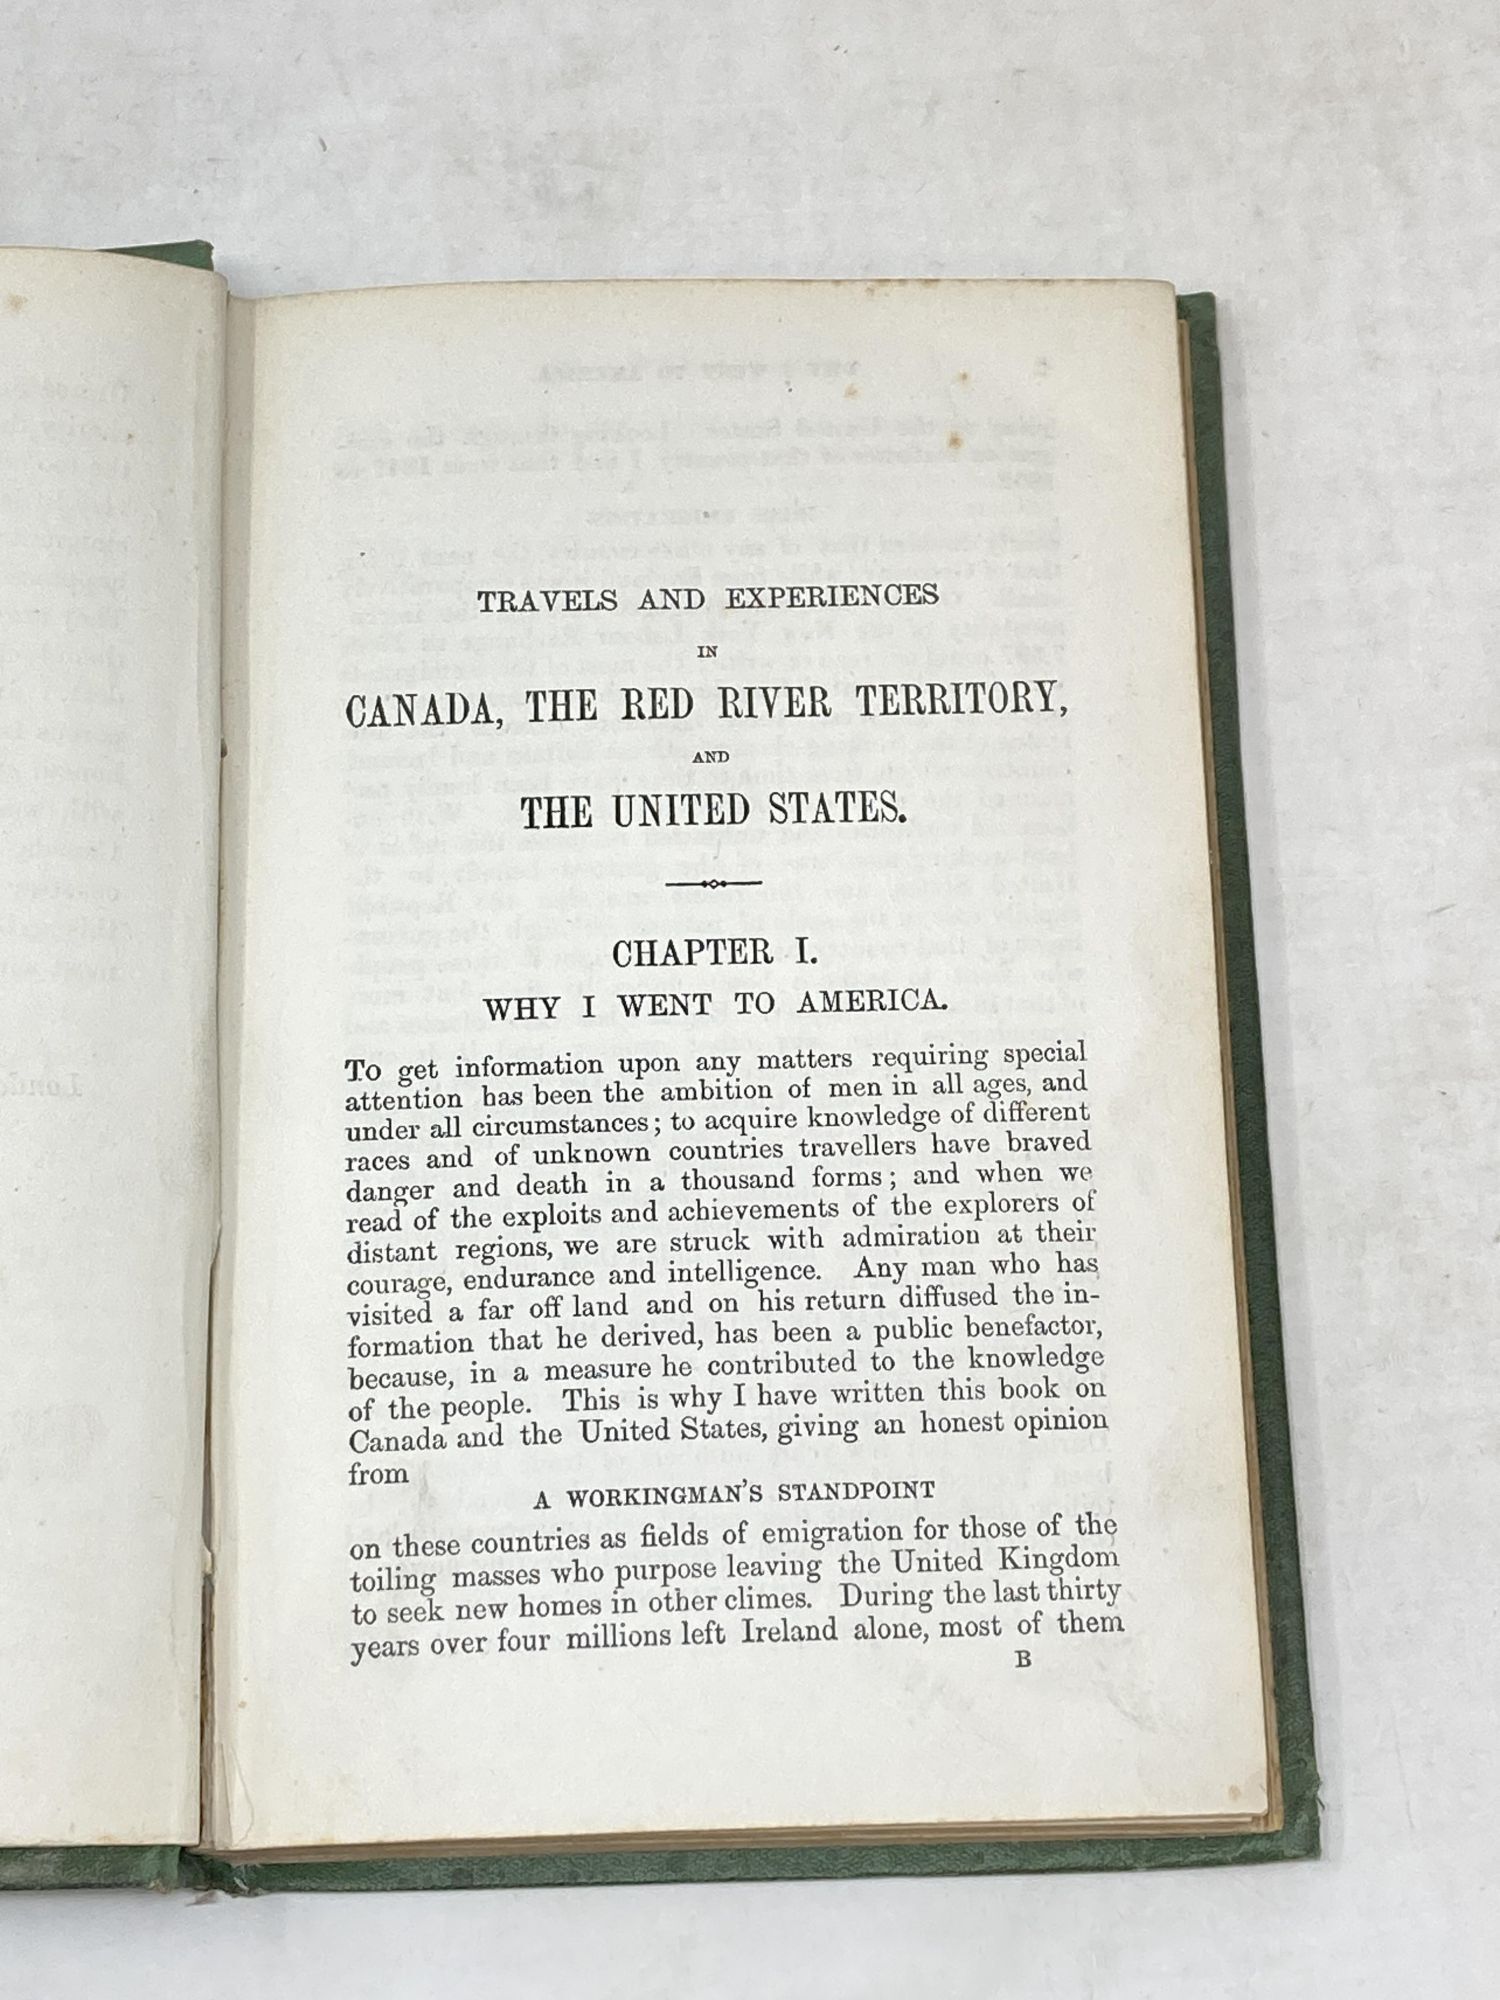 TRAVELS AND EXPERIENCES
IN
CANADA, THE RED RIVER TERRITORY,
AND
THE UNITED STATES.
CHAPTER I.
WHY I WENT TO AMERICA.
To get information upon any matters requiring special
attention has been the ambition of men in all ages, and
under all circumstances; to acquire knowledge of different
races and of unknown countries travellers have braved
danger and death in a thousand forms; and when we
read of the exploits and achievements of the explorers of
distant regions, we are struck with admiration at their
courage, endurance and intelligence. Any man who has
visited a far off land and on his return diffused the in-
formation that he derived, has been a public benefactor,
because, in a measure he contributed to the knowledge
of the people. This is why I have written this book on
Canada and the United States, giving an honest opinion
from
A WORKINGMAN'S STANDPOINT
on these countries as fields of emigration for those of the
toiling masses who purpose leaving the United Kingdom
to seek new homes in other climes. During the last thirty
years over four millions left Ireland alone, most of them
B